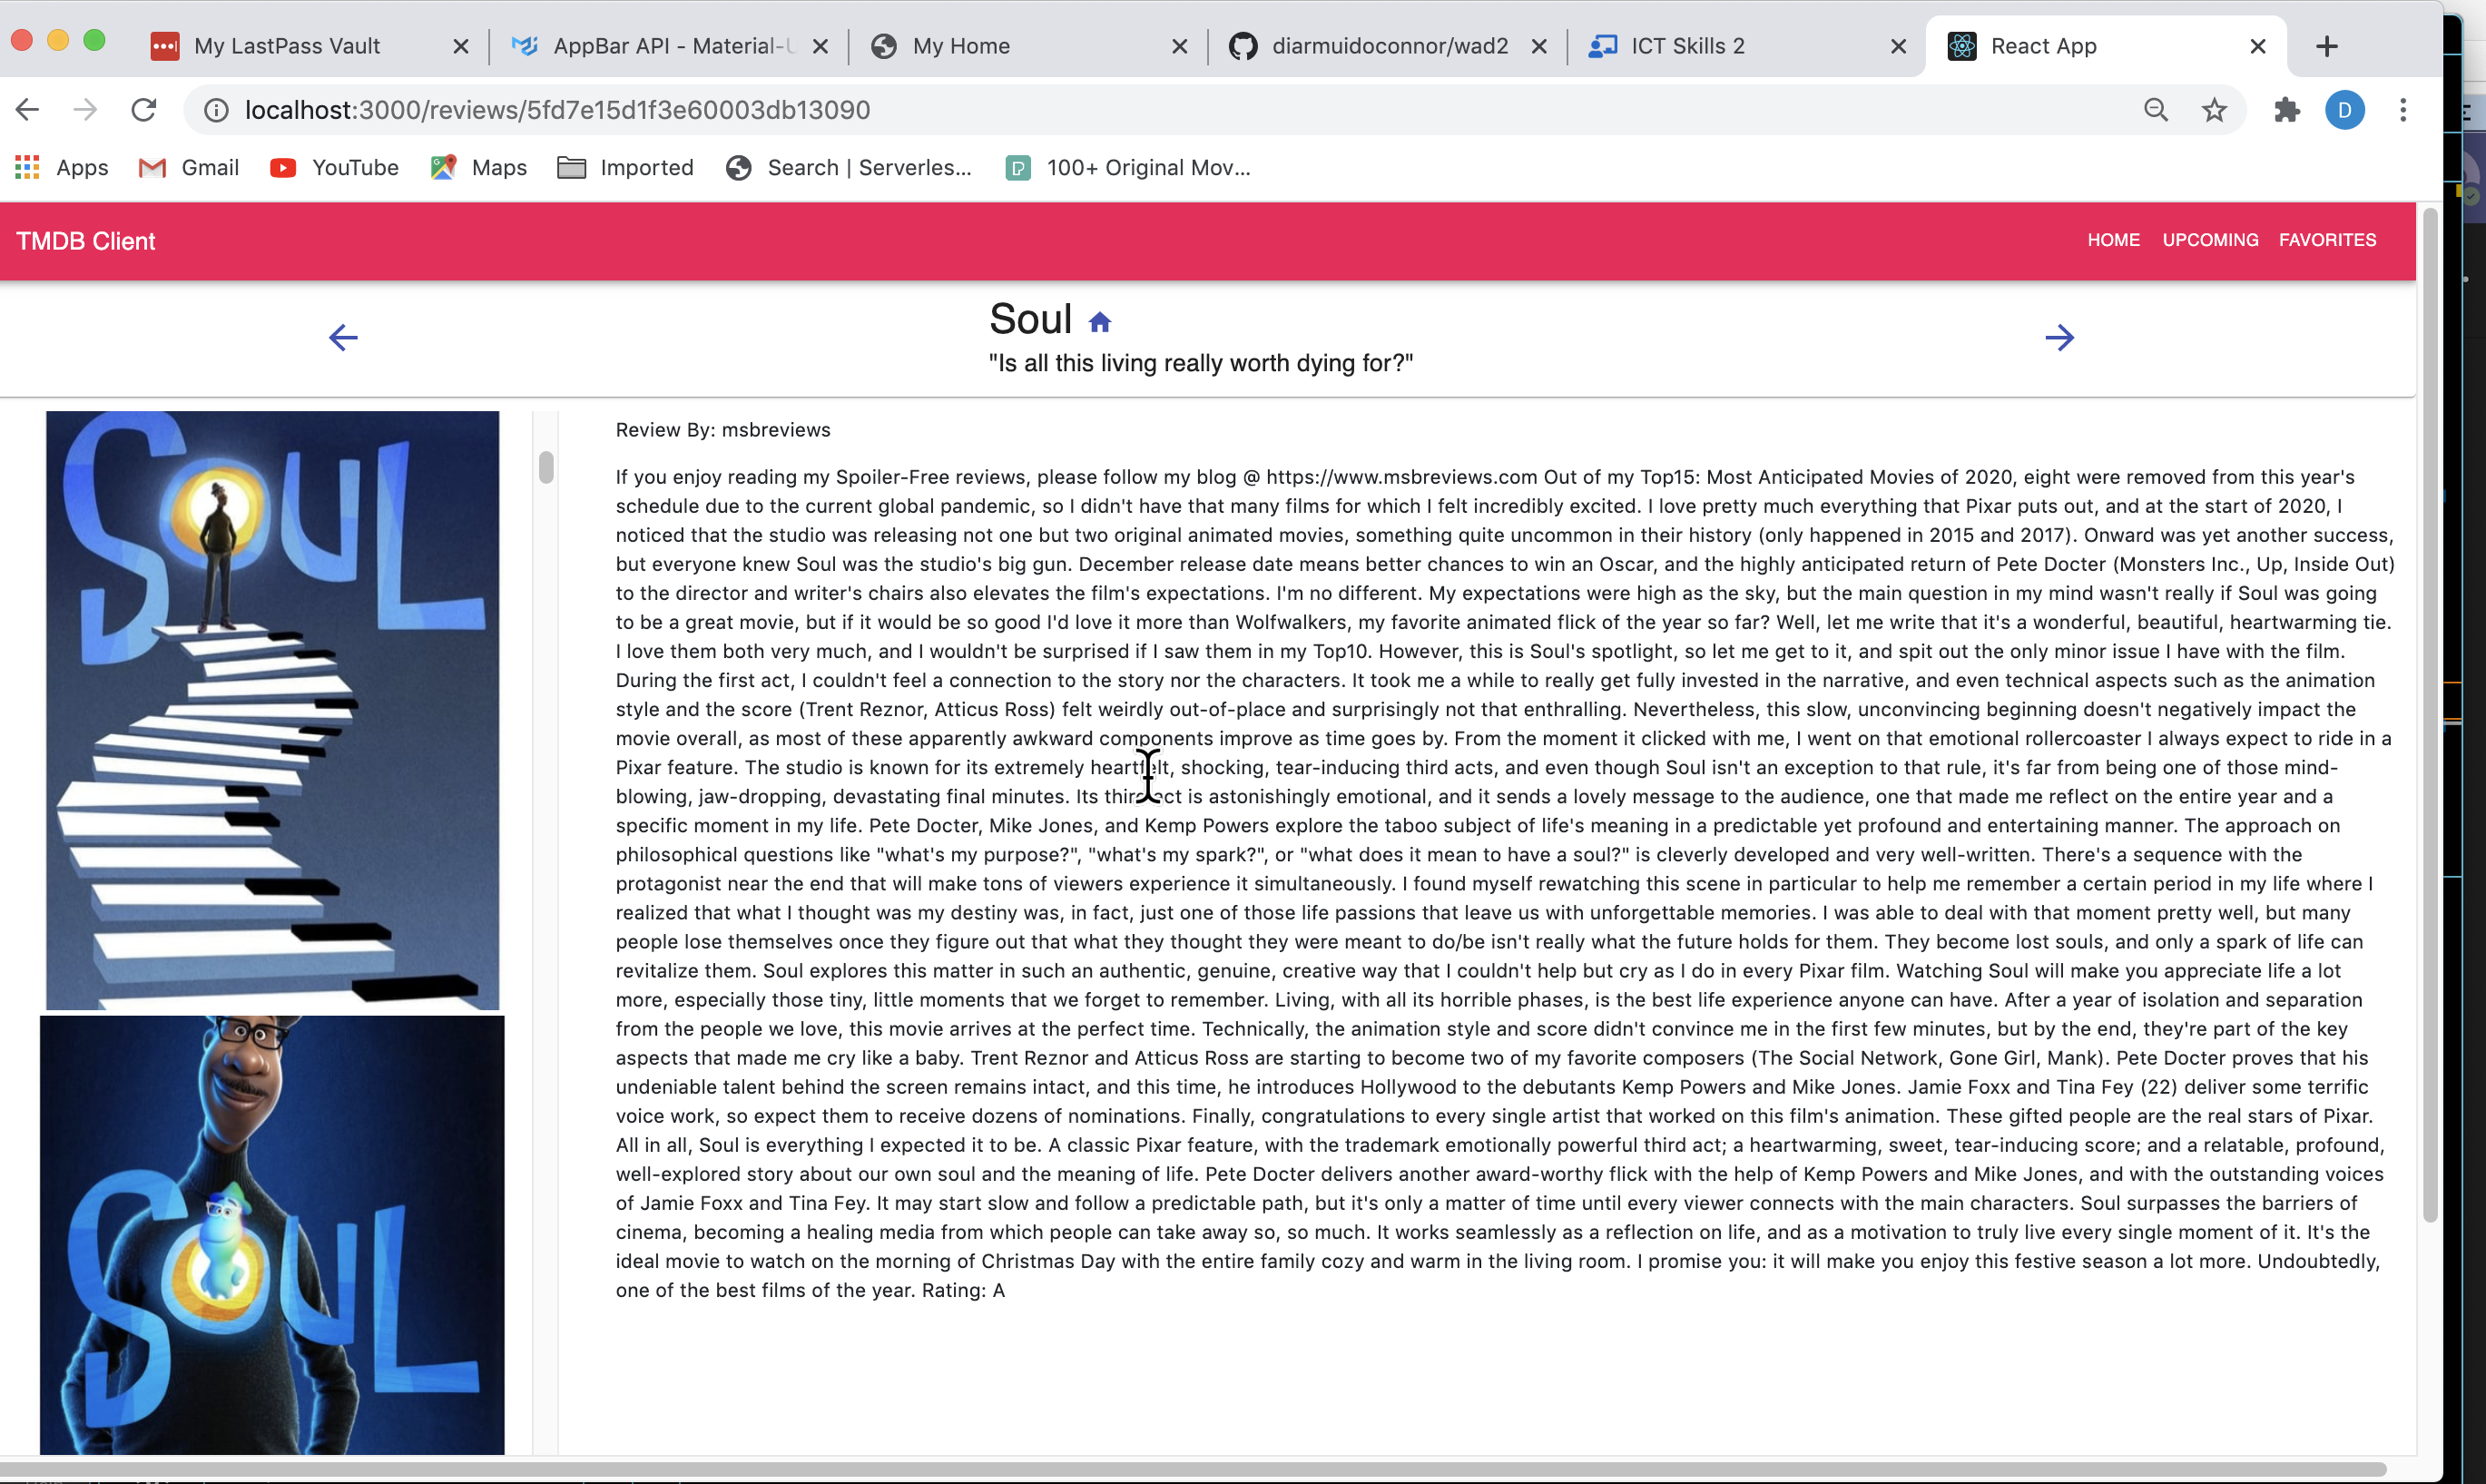 My LastPass Vault
AppBar API - Material-U
My Home
diarmuidoconnor/wad2
ICT Skills 2
React App
localhost:3000/reviews/5fd7e15d1f3e60003db13090
D
Apps
Gmail
YouTube
Maps
Imported
Search | Serverles...
100+ Original Mov...
TMDB Client
HOME
UPCOMING
FAVORITES
Soul
"Is all this living really worth dying for?"
SOUL
SOUL
Review By: msbreviews
If you enjoy reading my Spoiler-Free reviews, please follow my blog @ https://www.msbreviews.com Out of my Top15: Most Anticipated Movies of 2020, eight were removed from this year's
schedule due to the current global pandemic, so I didn't have that many films for which I felt incredibly excited. I love pretty much everything that Pixar puts out, and at the start of 2020, I
noticed that the studio was releasing not one but two original animated movies, something quite uncommon in their history (only happened in 2015 and 2017). Onward was yet another success,
but everyone knew Soul was the studio's big gun. December release date means better chances to win an Oscar, and the highly anticipated return of Pete Docter (Monsters Inc., Up, Inside Out)
to the director and writer's chairs also elevates the film's expectations. I'm no different. My expectations were high as the sky, but the main question in my mind wasn't really if Soul was going
to be a great movie, but if it would be so good I'd love it more than Wolfwalkers, my favorite animated flick of the year so far? Well, let me write that it's a wonderful, beautiful, heartwarming tie.
I love them both very much, and I wouldn't be surprised if I saw them in my Top10. However, this is Soul's spotlight, so let me get to it, and spit out the only minor issue I have with the film.
During the first act, I couldn't feel a connection to the story nor the characters. It took me a while to really get fully invested in the narrative, and even technical aspects such as the animation
style and the score (Trent Reznor, Atticus Ross) felt weirdly out-of-place and surprisingly not that enthralling. Nevertheless, this slow, unconvincing beginning doesn't negatively impact the
movie overall, as most of these apparently awkward components improve as time goes by. From the moment it clicked with me, I went on that emotional rollercoaster I always expect to ride in a
Pixar feature. The studio is known for its extremely heartfelt, shocking, tear-inducing third acts, and even though Soul isn't an exception to that rule, it's far from being one of those mind-
blowing, jaw-dropping, devastating final minutes. Its third act is astonishingly emotional, and it sends a lovely message to the audience, one that made me reflect on the entire year and a
specific moment in my life. Pete Docter, Mike Jones, and Kemp Powers explore the taboo subject of life's meaning in a predictable yet profound and entertaining manner. The approach on
philosophical questions like "what's my purpose?", "what's my spark?", or "what does it mean to have a soul?" is cleverly developed and very well-written. There's a sequence with the
protagonist near the end that will make tons of viewers experience it simultaneously. I found myself rewatching this scene in particular to help me remember a certain period in my life where I
realized that what I thought was my destiny was, in fact, just one of those life passions that leave us with unforgettable memories. I was able to deal with that moment pretty well, but many
people lose themselves once they figure out that what they thought they were meant to do/be isn't really what the future holds for them. They become lost souls, and only a spark of life can
revitalize them. Soul explores this matter in such an authentic, genuine, creative way that I couldn't help but cry as I do in every Pixar film. Watching Soul will make you appreciate life a lot
more, especially those tiny, little moments that we forget to remember. Living, with all its horrible phases, is the best life experience anyone can have. After a year of isolation and separation
from the people we love, this movie arrives at the perfect time. Technically, the animation style and score didn't convince me in the first few minutes, but by the end, they're part of the key
aspects that made me cry like a baby. Trent Reznor and Atticus Ross are starting to become two of my favorite composers (The Social Network, Gone Girl, Mank). Pete Docter proves that his
undeniable talent behind the screen remains intact, and this time, he introduces Hollywood to the debutants Kemp Powers and Mike Jones. Jamie Foxx and Tina Fey (22) deliver some terrific
voice work, so expect them to receive dozens of nominations. Finally, congratulations to every single artist that worked on this film's animation. These gifted people are the real stars of Pixar.
All in all, Soul is everything I expected it to be. A classic Pixar feature, with the trademark emotionally powerful third act; a heartwarming, sweet, tear-inducing score; and a relatable, profound,
well-explored story about our own soul and the meaning of life. Pete Docter delivers another award-worthy flick with the help of Kemp Powers and Mike Jones, and with the outstanding voices
of Jamie Foxx and Tina Fey. It may start slow and follow a predictable path, but it's only a matter of time until every viewer connects with the main characters. Soul surpasses the barriers of
cinema, becoming a healing media from which people can take away so, so much. It works seamlessly as a reflection on life, and as a motivation to truly live every single moment of it. It's the
ideal movie to watch on the morning of Christmas Day with the entire family cozy and warm in the living room. I promise you: it will make you enjoy this festive season a lot more. Undoubtedly,
one of the best films of the year. Rating: A